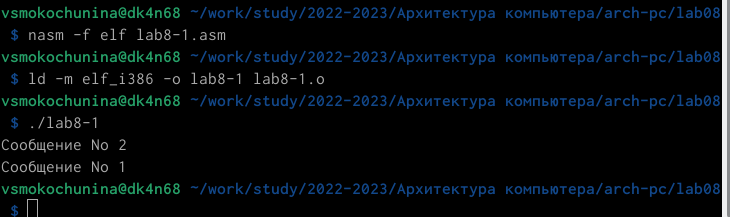 vsmokochunina@dk4n68 ~/work/study/2022-2023/Архитектура компьютера/arch-pc/lab08
$ nasm -f elf lab8-1.asm
vsmokochunina@dk4n68 ~/work/study/2022-2023/Архитектура компьютера/arch-pc/lab08
$ ld -m elf_i386 -o lab8-1 lab8-1.o
vsmokochunina@dk4n68 ~/work/study/2022-2023/Архитектура компьютера/arch-pc/lab08
$ ./lab8-1
Сообщение No 2
Сообщение No 1
vsmokochunina@dk4n68 ~/work/study/2022-2023/Архитектура компьютера/arch-pc/lab08
$